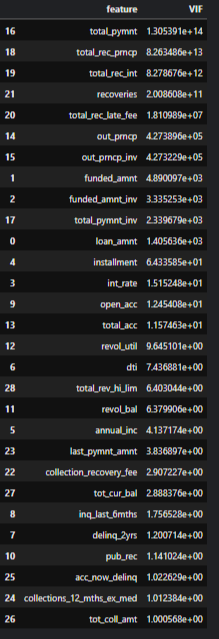 feature VIF
16 total_pymnt 1.305391e+14
18 total_rec_prncp 8.263486e+13
19 total_rec_int 8.278676e+12
21 recoveries 2.008608e+11
20 total_rec_late_fee 1.810989e+07
14 out_prncp 4.273896e+05
15 out_prncp_inv 4.273229e+05
1 funded_amnt 4.890097e+03
2 funded_amnt_inv 3.335253e+03
17 total_pymnt_inv 2.339679e+03
0 loan_amnt 1.405636e+03
4 installment 6.433585e+01
3 int_rate 1.515248e+01
9 open_acc 1.245408e+01
13 total_acc 1.157463e+01
12 revol_util 9.645101e+00
6 dti 7.436881e+00
28 total_rev_hi_lim 6.403044e+00
11 revol_bal 6.379906e+00
5 annual_inc 4.137174e+00
23 last_pymnt_amnt 3.836897e+00
22 collection_recovery_fee 2.907227e+00
27 tot_cur_bal 2.888376e+00
8 inq_last_6mths 1.756528e+00
7 delinq_2yrs 1.200714e+00
10 pub_rec 1.141024e+00
25 acc_now_delinq 1.022629e+00
24 collections_12_mths_ex_med 1.012384e+00
26 tot_coll_amt 1.000568e+00